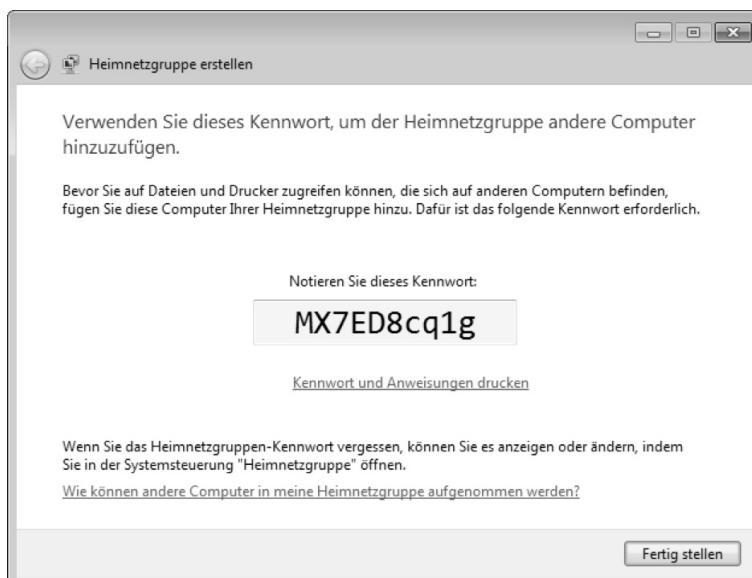 Heimnetzgruppe erstellen
Verwenden Sie dieses Kennwort, um der Heimnetzgruppe andere Computer
hinzuzufügen.
Bevor Sie auf Dateien und Drucker zugreifen können, die sich auf anderen Computern befinden,
fügen Sie diese Computer Ihrer Heimnetzgruppe hinzu. Dafür ist das folgende Kennwort erforderlich.
Notieren Sie dieses Kennwort:
MX7ED8cq1g
Kennwort und Anweisungen drucken
Wenn Sie das Heimnetzgruppen-Kennwort vergessen, können Sie es anzeigen oder ändern, indem
Sie in der Systemsteuerung "Heimnetzgruppe" öffnen.
Wie können andere Computer in meine Heimnetzgruppe aufgenommen werden?
Fertig stellen